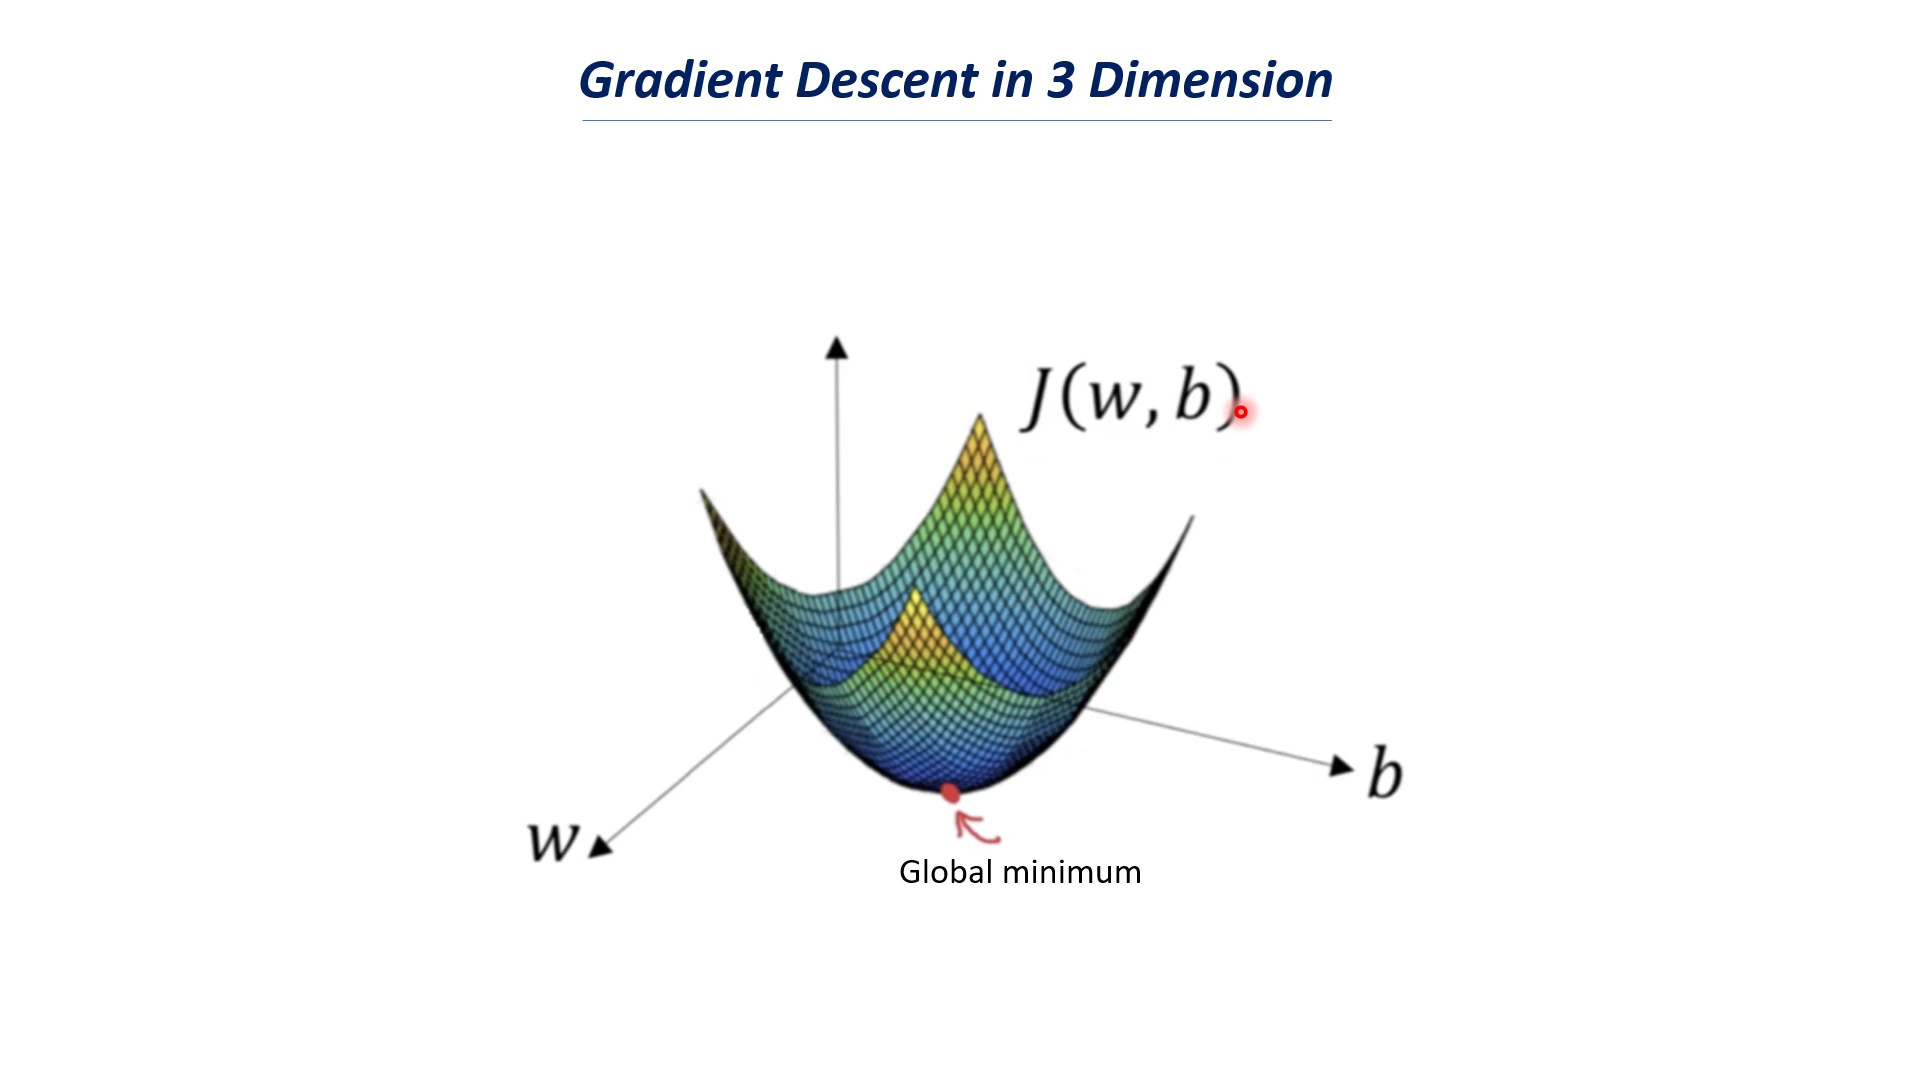 Gradient Descent in 3 Dimension
J(w, b)
b
w
Global minimum